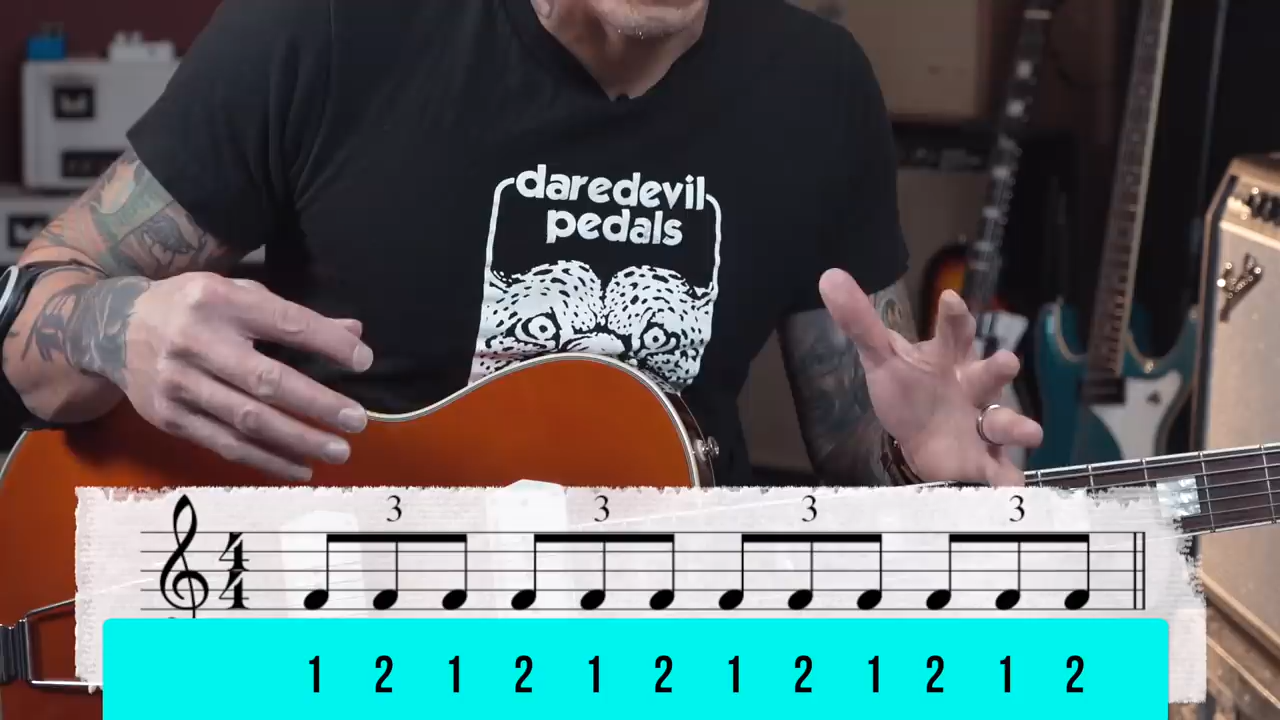 daredevil
pedals
3 3 3 3
4
4
1 2 1 2 1 2 1 2 1 2 1 2